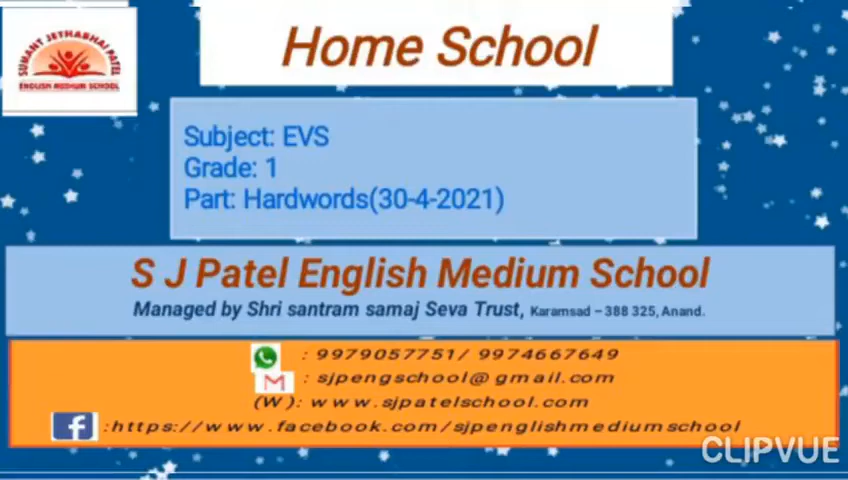 SUMANT JETHABHAI PATEL
ENGLISH MEDIUM SCHOOL
Home School
Subject: EVS
Grade: 1
Part: Hardwords(30-4-2021)
S J Patel English Medium School
Managed by Shri santram samaj Seva Trust, Karamsad – 388 325, Anand.
: 9979057751/ 9974667649
: sjpengschool@gmail.com
(W): www.sjpatelschool.com
:https://www.facebook.com/sjpenglishmediumschool
CLIPVUE